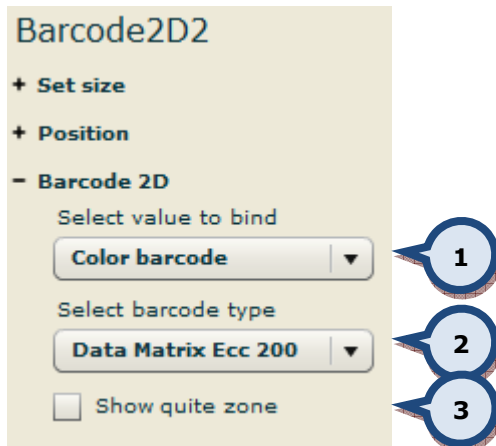 Barcode2D2
+ Set size
+ Position
- Barcode 2D
Select value to bind
Color barcode
1
Select barcode type
Data Matrix Ecc 200
2
Show quite zone
3